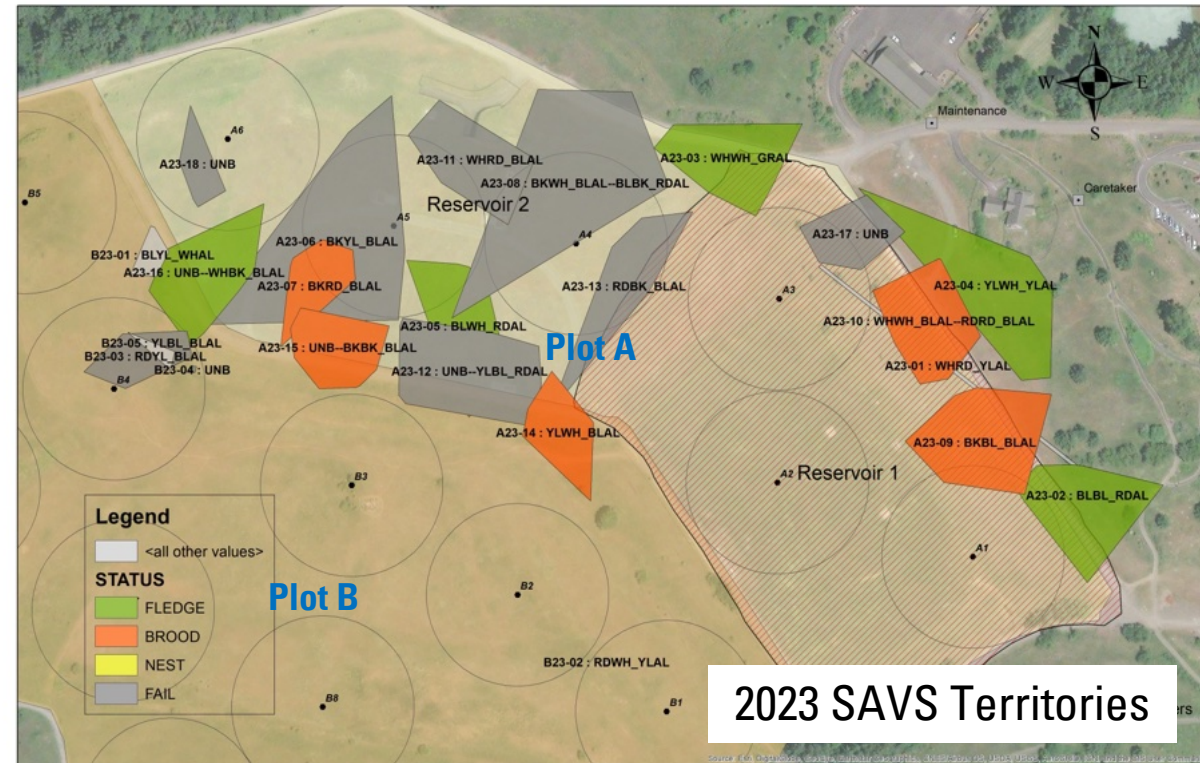 N
W
E
S
Maintenance
A6
A23-11 : WHRD_BLAL
A23-03 : WHWH_GRAL
A23-18 : UNB
A23-08 : BKWH_BLAL--BLBK_RDAL
Caretaker
B5
Reservoir 2
A5
A23-17 : UNB
A23-06 : BKYL_BLAL
A4
B23-01 : BLYL_WHAL
A23-16 : UNB--WHBK_BLAL
A23-07 : BKRD_BLAL
A23-13 : RDBK_BLAL
A23-04 : YLWH_YLAL
A3
A23-10 : WHWH_BLAL--RDRD_BLAL
A23-05 : BLWH_RDAL
B23-05 : YLBL_BLAL
A23-15 : UNB--BKBK_BLAL
Plot A
B23-03 : RDYL_BLAL
B23-04 : UNB
A23-12 : UNB--YLBL_RDAL
A23-01 : WHRD_YLAL
B4
A23-14 : YLWH_BLAL
A23-09 : BKBL_BLAL
A2
Reservoir 1
B3
A23-02 : BLBL_RDAL
Legend
<all other values>
STATUS
FLEDGE
BROOD
NEST
FAIL
A1
B2
Plot B
B23-02 : RDWH_YLAL
B8
B1
2023 SAVS Territories
ers